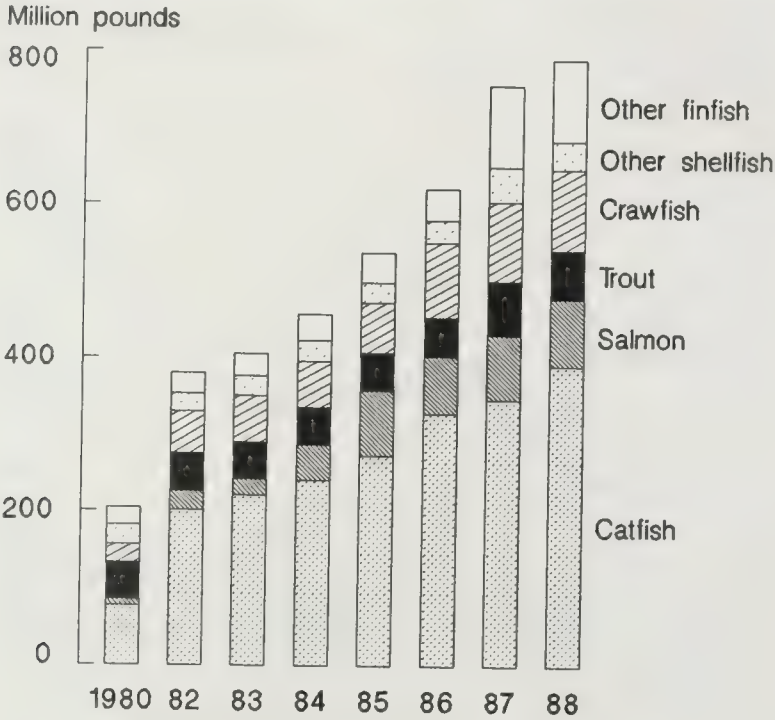 Million pounds
800
600
400
200
0
Other finfish
Other shellfish
Crawfish
Trout
Salmon
Catfish
1980 82 83 84 85 86 87 88